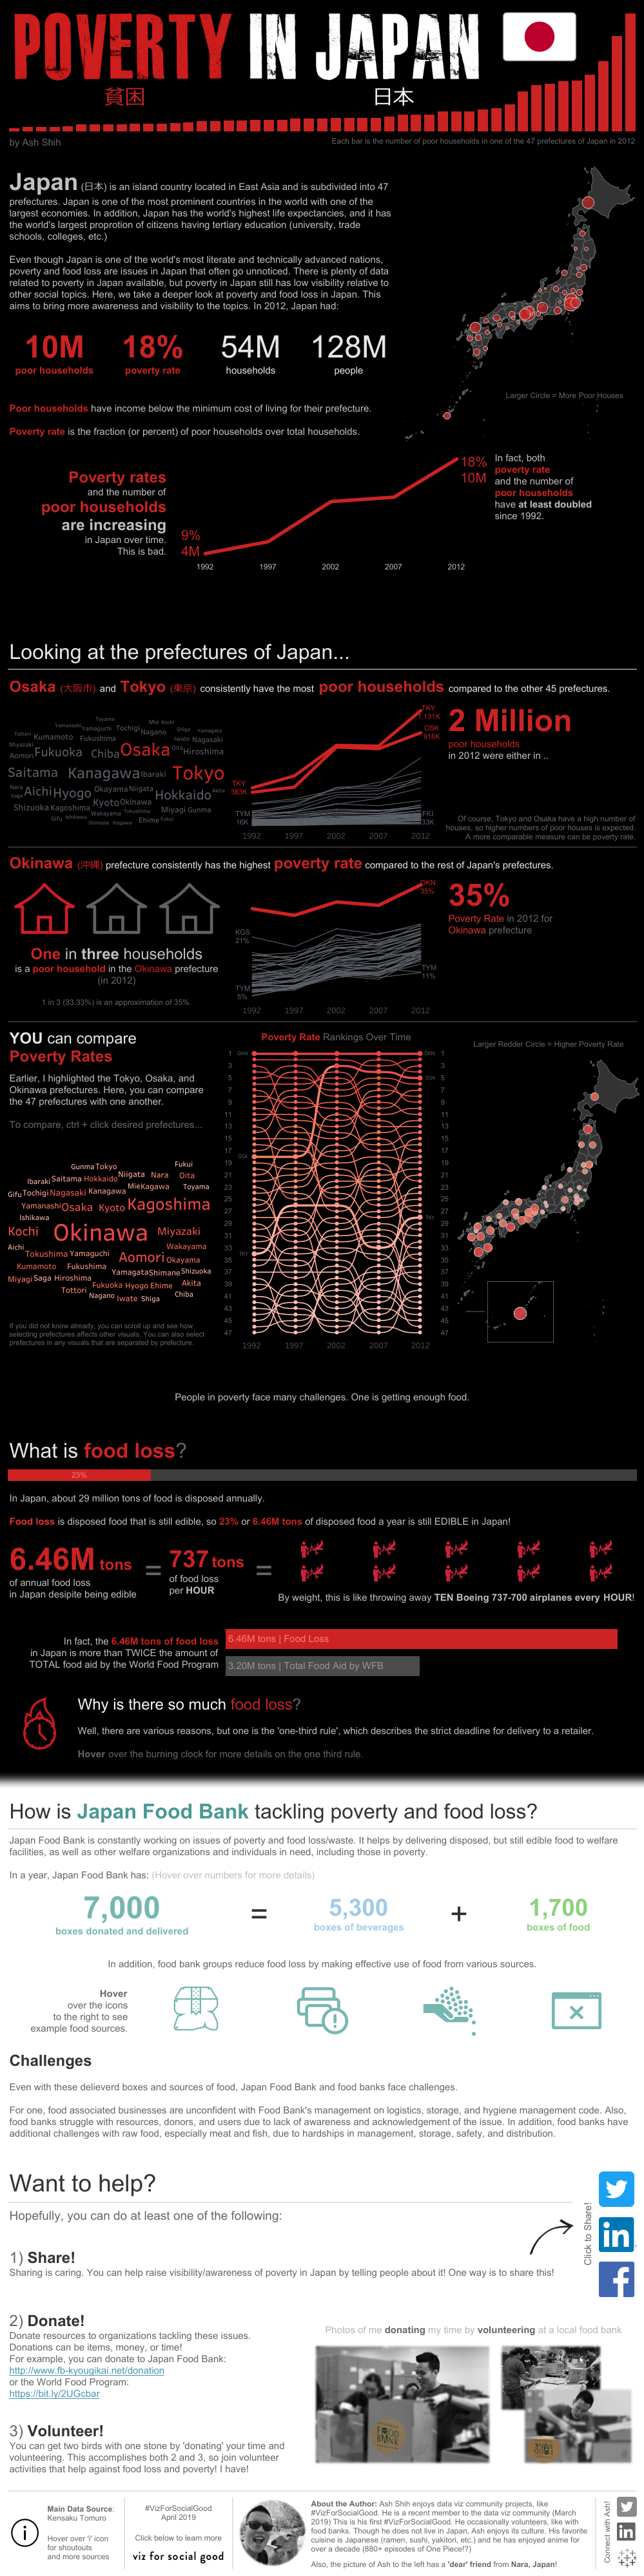 POVERTY IN JAPAN
貧困 日本
by Ash Shih
Each bar is the number of poor households in one of the 47 prefectures of Japan in 2012
Japan (日本) is an island country located in East Asia and is subdivided into 47
prefectures. Japan is one of the most prominent countries in the world with one of the
largest economies. In addition, Japan has the world's highest life expectancies, and it has
the world's largest proprotion of citizens having tertiary education (university, trade
schools, colleges, etc.)
Even though Japan is one of the world's most literate and technically advanced nations,
poverty and food loss are issues in Japan that often go unnoticed. There is plenty of data
related to poverty in Japan available, but poverty in Japan still has low visibility relative to
other social topics. Here, we take a deeper look at poverty and food loss in Japan. This
aims to bring more awareness and visibility to the topics. In 2012, Japan had:
10M 18% 54M 128M
poor households poverty rate households people
Larger Circle = More Poor Houses
Poor households have income below the minimum cost of living for their prefecture.
Poverty rate is the fraction (or percent) of poor households over total households.
Poverty rates
and the number of
poor households
are increasing
in Japan over time.
This is bad.
9%
4M
18%
10M
1992 1997 2002 2007 2012
In fact, both
poverty rate
and the number of
poor households
have at least doubled
since 1992.
Looking at the prefectures of Japan...
Osaka (大阪市) and Tokyo (東京) consistently have the most poor households compared to the other 45 prefectures.
Toyama
Yamanashi Yamaguchi Tochigi Mie Kochi
Nagano Shiga Yamagata
Tottori Kumamoto Fukushima Iwate Nagasaki
Miyazaki
Aomori Fukuoka Chiba Osaka Oita Hiroshima
Saitama Kanagawa Ibaraki Tokyo
Nara
Saga Aichi Hyogo Okayama Niigata Hokkaido Akita
Kyoto Okinawa
Shizuoka Kagoshima Wakayama Tokushima Miyagi Gunma
Gifu Ishikawa Shimane Kagawa Ehime Fukui
TKY
383K
TYM
16K
TKY
1,131K
OSK
916K
FKI
33K
1992 1997 2002 2007 2012
2 Million
poor households
in 2012 were either in ..
Of course, Tokyo and Osaka have a high number of
houses, so higher numbers of poor houses is expected.
A more comparable measure can be poverty rate.
Okinawa (沖縄) prefecture consistently has the highest poverty rate compared to the rest of Japan's prefectures.
One in three households
is a poor household in the Okinawa prefecture
(in 2012)
1 in 3 (33.33%) is an approximation of 35%.
KGS
21%
TYM
5%
OKN
35%
TYM
11%
1992 1997 2002 2007 2012
35%
Poverty Rate in 2012 for
Okinawa prefecture
YOU can compare
Poverty Rates
Earlier, I highlighted the Tokyo, Osaka, and
Okinawa prefectures. Here, you can compare
the 47 prefectures with one another.
To compare, ctrl + click desired prefectures...
Gunma Tokyo Fukui
Ibaraki Saitama Hokkaido Niigata Nara Oita
Gifu Tochigi Nagasaki Kanagawa Mie Kagawa Toyama
Yamanashi Osaka Kyoto Kagoshima
Ishikawa
Kochi Okinawa Miyazaki
Aichi Wakayama
Tokushima Yamaguchi Aomori Okayama
Kumamoto Fukushima Yamagata Shimane Shizuoka
Miyagi Saga Hiroshima Fukuoka Hyogo Ehime Akita
Tottori Nagano Iwate Shiga Chiba
If you did not know already, you can scroll up and see how
selecting prefectures affects other visuals. You can also select
prefectures in any visuals that are separated by prefecture.
Poverty Rate Rankings Over Time
1 OKN OKN 1
3 3
5 OSK 5
7 7
9 9
11 11
13 13
15 15
17 17
OSK
19 19
21 21
23 23
25 25
27 27
TKY
29 29
31 31
33 33
TKY
35 35
37 37
39 39
41 41
43 43
45 45
47 47
1992 1997 2002 2007 2012
Larger Redder Circle = Higher Poverty Rate
People in poverty face many challenges. One is getting enough food.
What is food loss?
23%
In Japan, about 29 million tons of food is disposed annually.
Food loss is disposed food that is still edible, so 23% or 6.46M tons of disposed food a year is still EDIBLE in Japan!
6.46M tons = 737 tons =
of annual food loss
in Japan desipite being edible
of food loss
per HOUR
By weight, this is like throwing away TEN Boeing 737-700 airplanes every HOUR!
In fact, the 6.46M tons of food loss
in Japan is more than TWICE the amount of
TOTAL food aid by the World Food Program
6.46M tons | Food Loss
3.20M tons | Total Food Aid by WFB
Why is there so much food loss?
Well, there are various reasons, but one is the 'one-third rule', which describes the strict deadline for delivery to a retailer.
Hover over the burning clock for more details on the one third rule.
How is Japan Food Bank tackling poverty and food loss?
Japan Food Bank is constantly working on issues of poverty and food loss/waste. It helps by delivering disposed, but still edible food to welfare
facilities, as well as other welfare organizations and individuals in need, including those in poverty.
In a year, Japan Food Bank has: (Hover over numbers for more details)
7,000 = 5,300 + 1,700
boxes donated and delivered boxes of beverages boxes of food
In addition, food bank groups reduce food loss by making effective use of food from various sources.
Hover
over the icons
to the right to see
example food sources.
Challenges
Even with these delieverd boxes and sources of food, Japan Food Bank and food banks face challenges.
For one, food associated businesses are unconfident with Food Bank's management on logistics, storage, and hygiene management code. Also,
food banks struggle with resources, donors, and users due to lack of awareness and acknowledgement of the issue. In addition, food banks have
additional challenges with raw food, especially meat and fish, due to hardships in management, storage, safety, and distribution.
Want to help?
Hopefully, you can do at least one of the following:
Click to Share!
in
f
1) Share!
Sharing is caring. You can help raise visibility/awareness of poverty in Japan by telling people about it! One way is to share this!
2) Donate!
Donate resources to organizations tackling these issues.
Donations can be items, money, or time!
For example, you can donate to Japan Food Bank:
http://www.fb-kyougikai.net/donation
or the World Food Program:
https://bit.ly/2UGcbar
Photos of me donating my time by volunteering at a local food bank
FOOD
BANK
3) Volunteer!
You can get two birds with one stone by 'donating' your time and
volunteering. This accomplishes both 2 and 3, so join volunteer
activities that help against food loss and poverty! I have!
Main Data Source:
Kensaku Tomuro
Hover over 'i' icon
for shoutouts
and more sources
#VizForSocialGood
April 2019
Click below to learn more
viz for social good
About the Author: Ash Shih enjoys data viz community projects, like
#VizForSocialGood. He is a recent member to the data viz community (March
2019) This is his first #VizForSocialGood. He occasionally volunteers, like with
food banks. Though he does not live in Japan, Ash enjoys its culture. His favorite
cuisine is Japanese (ramen, sushi, yakitori, etc.) and he has enjoyed anime for
over a decade (880+ episodes of One Piece!?)
Also, the picture of Ash to the left has a 'dear' friend from Nara, Japan!
Connect with Ash!
in